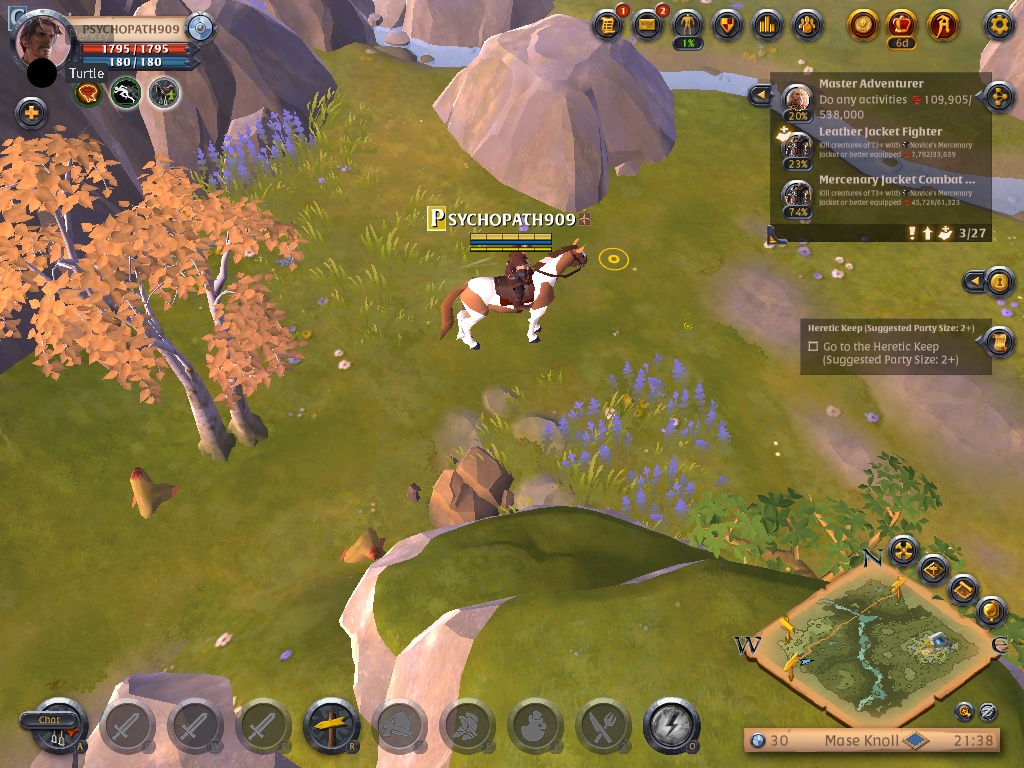 PSYCHOPATH909
1795/1795
180/180
Turtle
1
2
1%
6d
Master Adventurer
Do any activities 109,905/
538,000
20%
Leather Jacket Fighter
Kill creatures of T3+ with Novice's Mercenary
Jacket or better equipped 7,792/33,639
23%
Mercenary Jacket Combat ...
Kill creatures of T3+ with Novice's Mercenary
Jacket or better equipped 45,726/61,323
74%
3/27
PSYCHOPATH909
Heretic Keep (Suggested Party Size: 2+)
Go to the Heretic Keep
(Suggested Party Size: 2+)
N
W
E
Chat
A
W
R
O
30 Mase Knoll 21:38